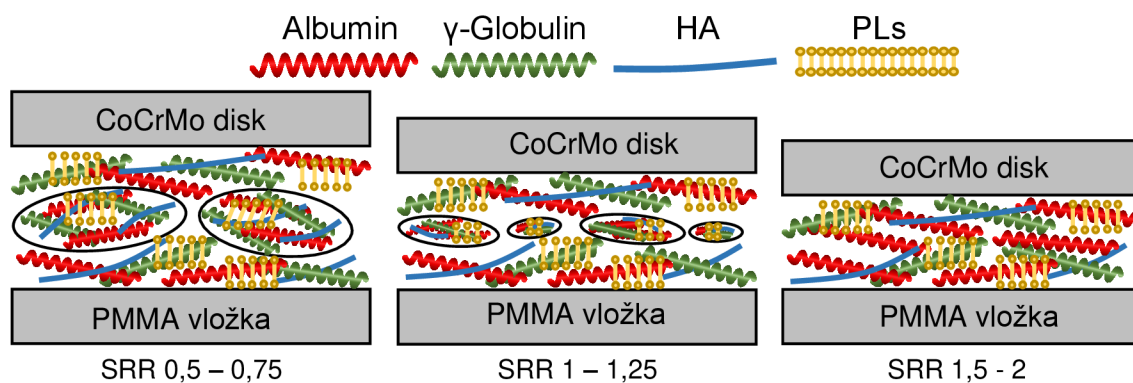 Albumin γ-Globulin HA PLs
CoCrMo disk
PMMA vložka
SRR 0,5 – 0,75
CoCrMo disk
PMMA vložka
SRR 1 – 1,25
CoCrMo disk
PMMA vložka
SRR 1,5 - 2